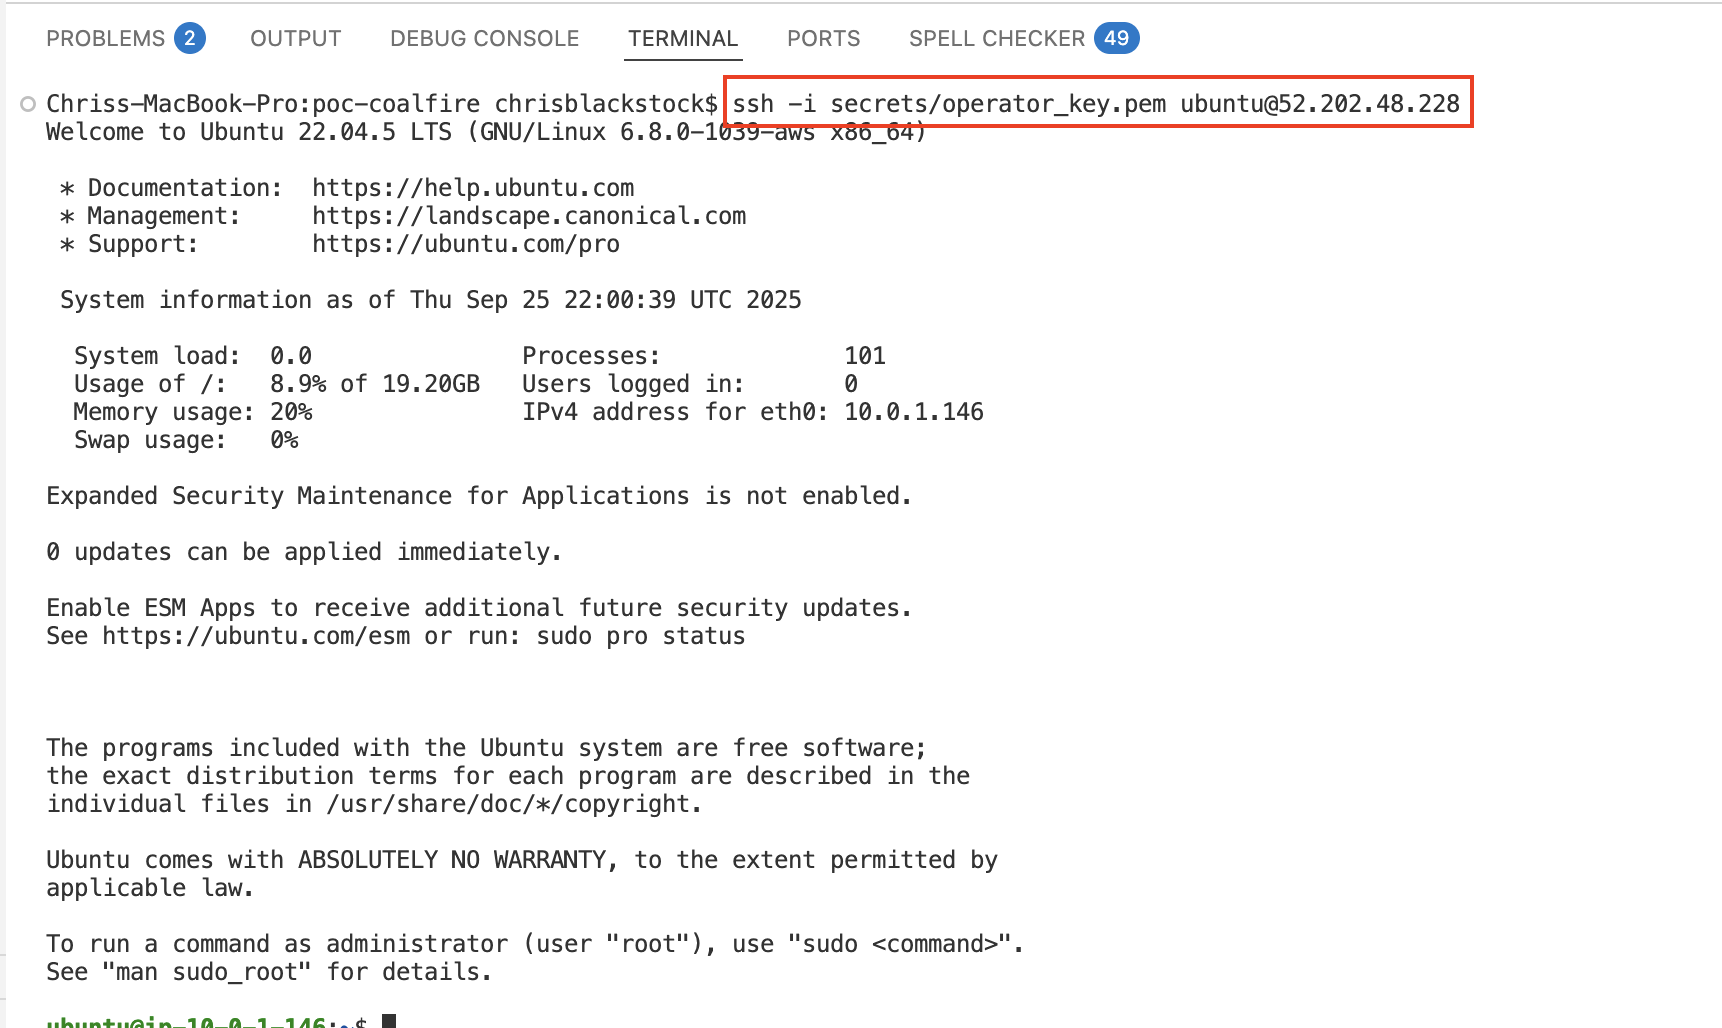 PROBLEMS 2 OUTPUT DEBUG CONSOLE TERMINAL PORTS SPELL CHECKER 49
Chriss-MacBook-Pro:poc-coalfire chrisblackstock$ ssh -i secrets/operator_key.pem ubuntu@52.202.48.228
Welcome to Ubuntu 22.04.5 LTS (GNU/Linux 6.8.0-1039-aws x86_64)
* Documentation: https://help.ubuntu.com
* Management: https://landscape.canonical.com
* Support: https://ubuntu.com/pro
System information as of Thu Sep 25 22:00:39 UTC 2025
System load: 0.0 Processes: 101
Usage of /: 8.9% of 19.20GB Users logged in: 0
Memory usage: 20% IPv4 address for eth0: 10.0.1.146
Swap usage: 0%
Expanded Security Maintenance for Applications is not enabled.
0 updates can be applied immediately.
Enable ESM Apps to receive additional future security updates.
See https://ubuntu.com/esm or run: sudo pro status
The programs included with the Ubuntu system are free software;
the exact distribution terms for each program are described in the
individual files in /usr/share/doc/*/copyright.
Ubuntu comes with ABSOLUTELY NO WARRANTY, to the extent permitted by
applicable law.
To run a command as administrator (user "root"), use "sudo <command>".
See "man sudo_root" for details.
ubuntu@ip-10-0-1-146:~$